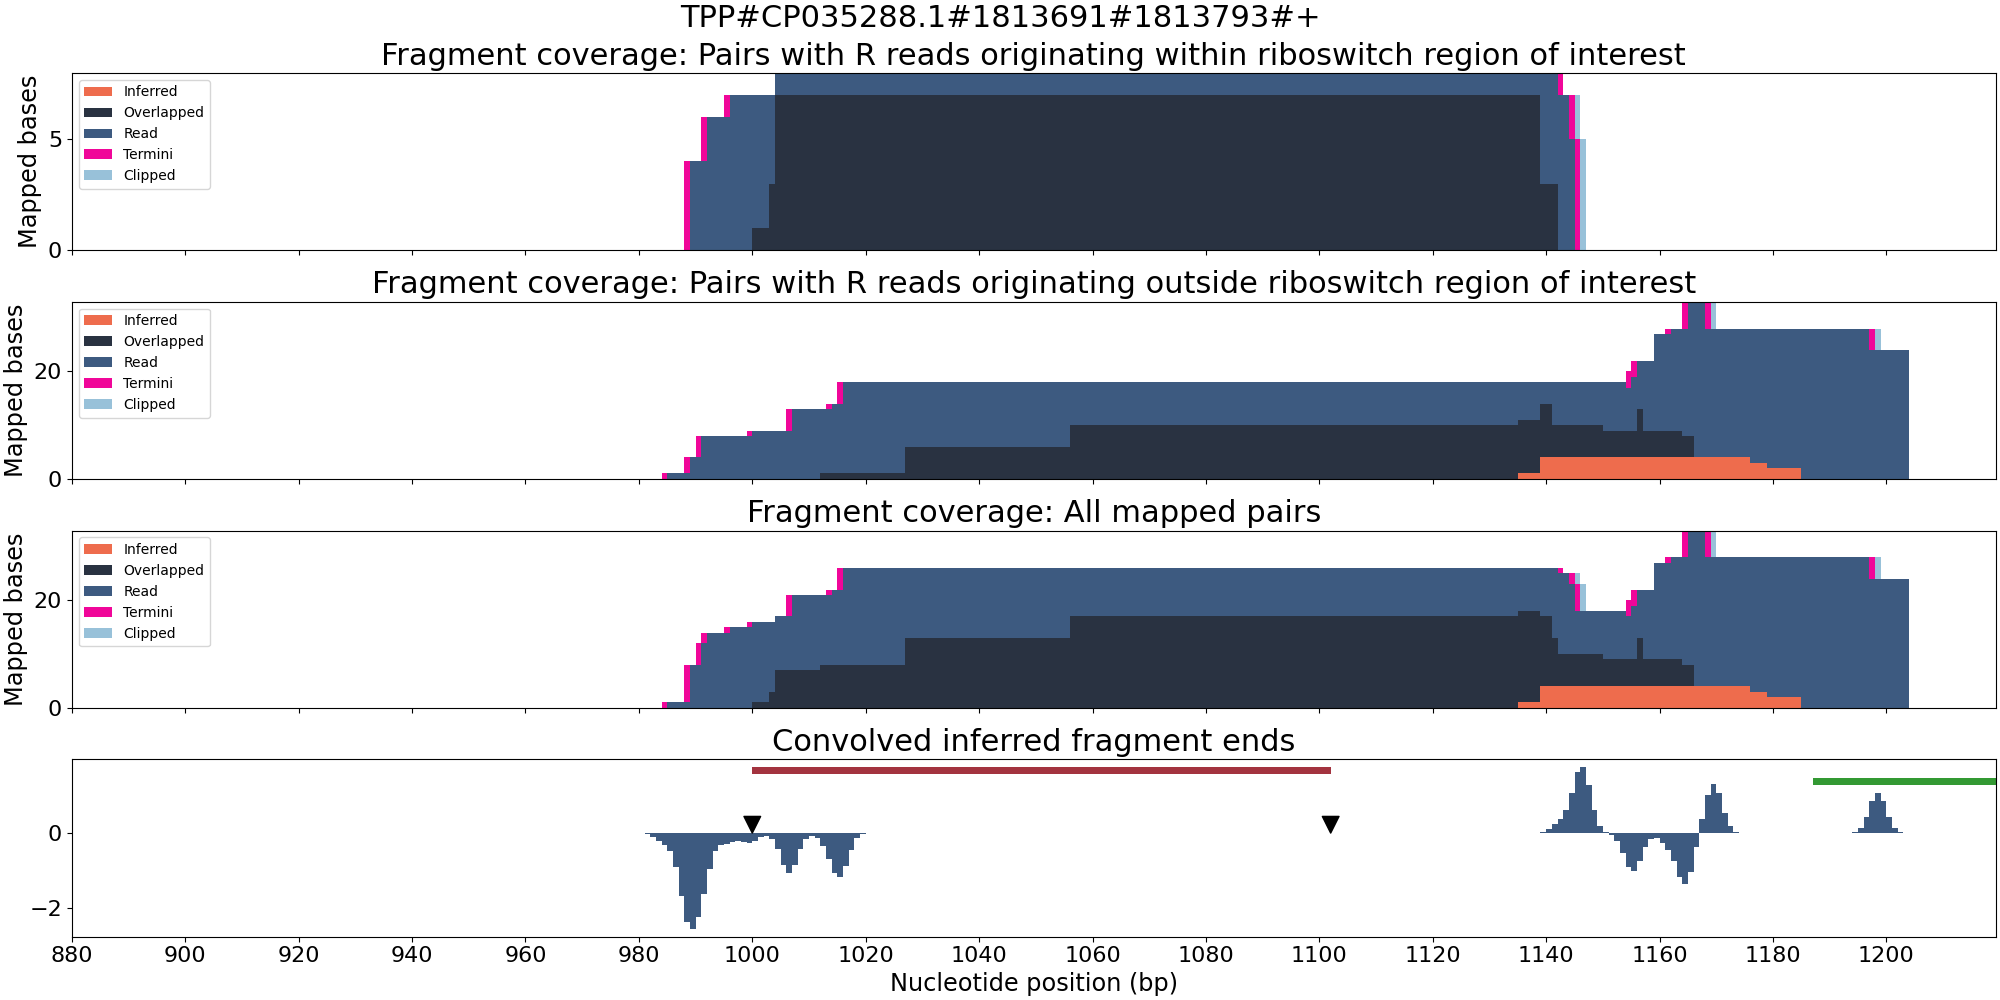 TPP#CP035288.1#1813691#1813793#+
Fragment coverage: Pairs with R reads originating within riboswitch region of interest
Mapped bases
5
0
Inferred
Overlapped
Read
Termini
Clipped
Fragment coverage: Pairs with R reads originating outside riboswitch region of interest
Mapped bases
20
0
Inferred
Overlapped
Read
Termini
Clipped
Fragment coverage: All mapped pairs
Mapped bases
20
0
Inferred
Overlapped
Read
Termini
Clipped
Convolved inferred fragment ends
0
−2
880 900 920 940 960 980 1000 1020 1040 1060 1080 1100 1120 1140 1160 1180 1200
Nucleotide position (bp)